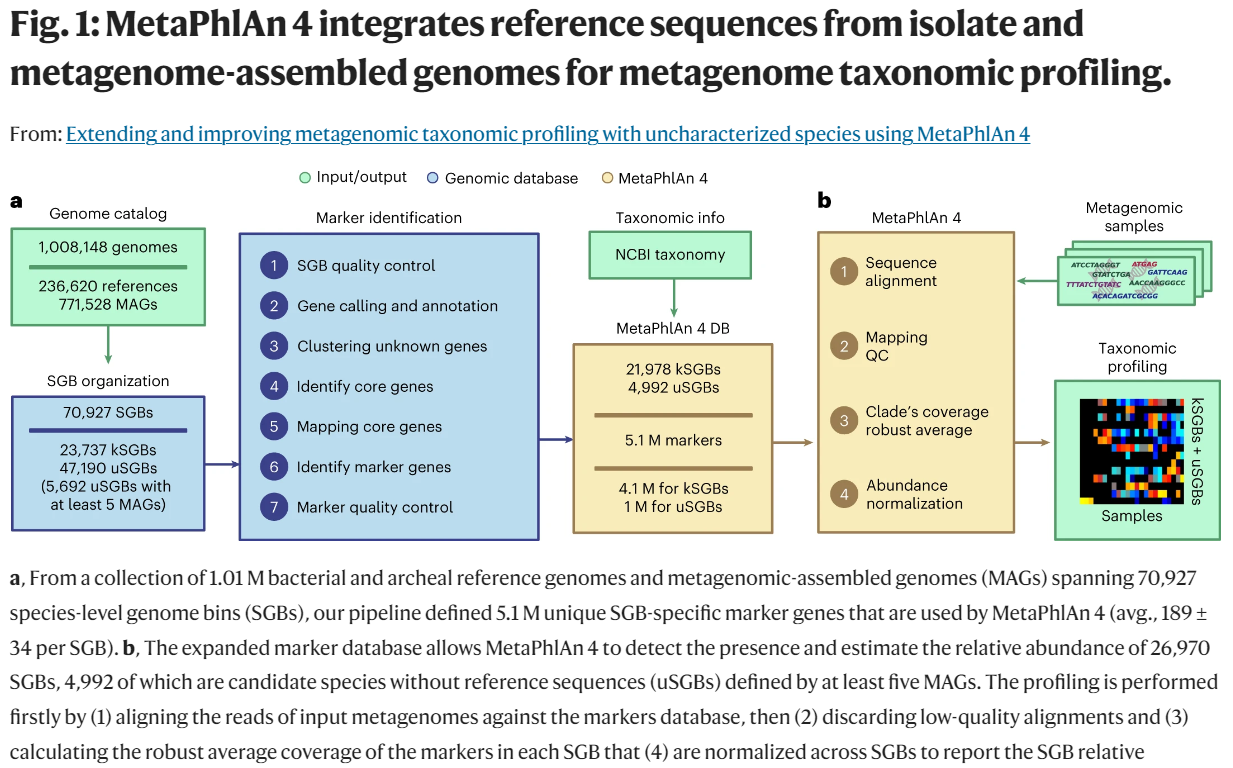 Fig. 1: MetaPhlAn 4 integrates reference sequences from isolate and
metagenome-assembled genomes for metagenome taxonomic profiling.
From: Extending and improving metagenomic taxonomic profiling with uncharacterized species using MetaPhlAn 4
Input/output
Genomic database
MetaPhlAn 4
a
Genome catalog
1,008,148 genomes
236,620 references
771,528 MAGs
SGB organization
70,927 SGBs
23,737 kSGBs
47,190 uSGBs
(5,692 uSGBs with
at least 5 MAGs)
Marker identification
1 SGB quality control
2 Gene calling and annotation
3 Clustering unknown genes
4 Identify core genes
5 Mapping core genes
6 Identify marker genes
7 Marker quality control
Taxonomic info
NCBI taxonomy
MetaPhlAn 4 DB
21,978 kSGBs
4,992 uSGBs
5.1 M markers
4.1 M for kSGBs
1 M for uSGBs
b
MetaPhlAn 4
1 Sequence
alignment
2 Mapping
QC
3 Clade's coverage
robust average
4 Abundance
normalization
Metagenomic
samples
ATCCTAGGGT
ATGAG
GTATCTGA
GATTCAAG
TTTATCTGTATC
AACCAAGGGCC
ACACAGATCGCGG
Taxonomic
profiling
kSGBs + uSGBs
Samples
a, From a collection of 1.01 M bacterial and archeal reference genomes and metagenomic-assembled genomes (MAGs) spanning 70,927
species-level genome bins (SGBs), our pipeline defined 5.1 M unique SGB-specific marker genes that are used by MetaPhlAn 4 (avg., 189 ±
34 per SGB). b, The expanded marker database allows MetaPhlAn 4 to detect the presence and estimate the relative abundance of 26,970
SGBs, 4,992 of which are candidate species without reference sequences (uSGBs) defined by at least five MAGs. The profiling is performed
firstly by (1) aligning the reads of input metagenomes against the markers database, then (2) discarding low-quality alignments and (3)
calculating the robust average coverage of the markers in each SGB that (4) are normalized across SGBs to report the SGB relative